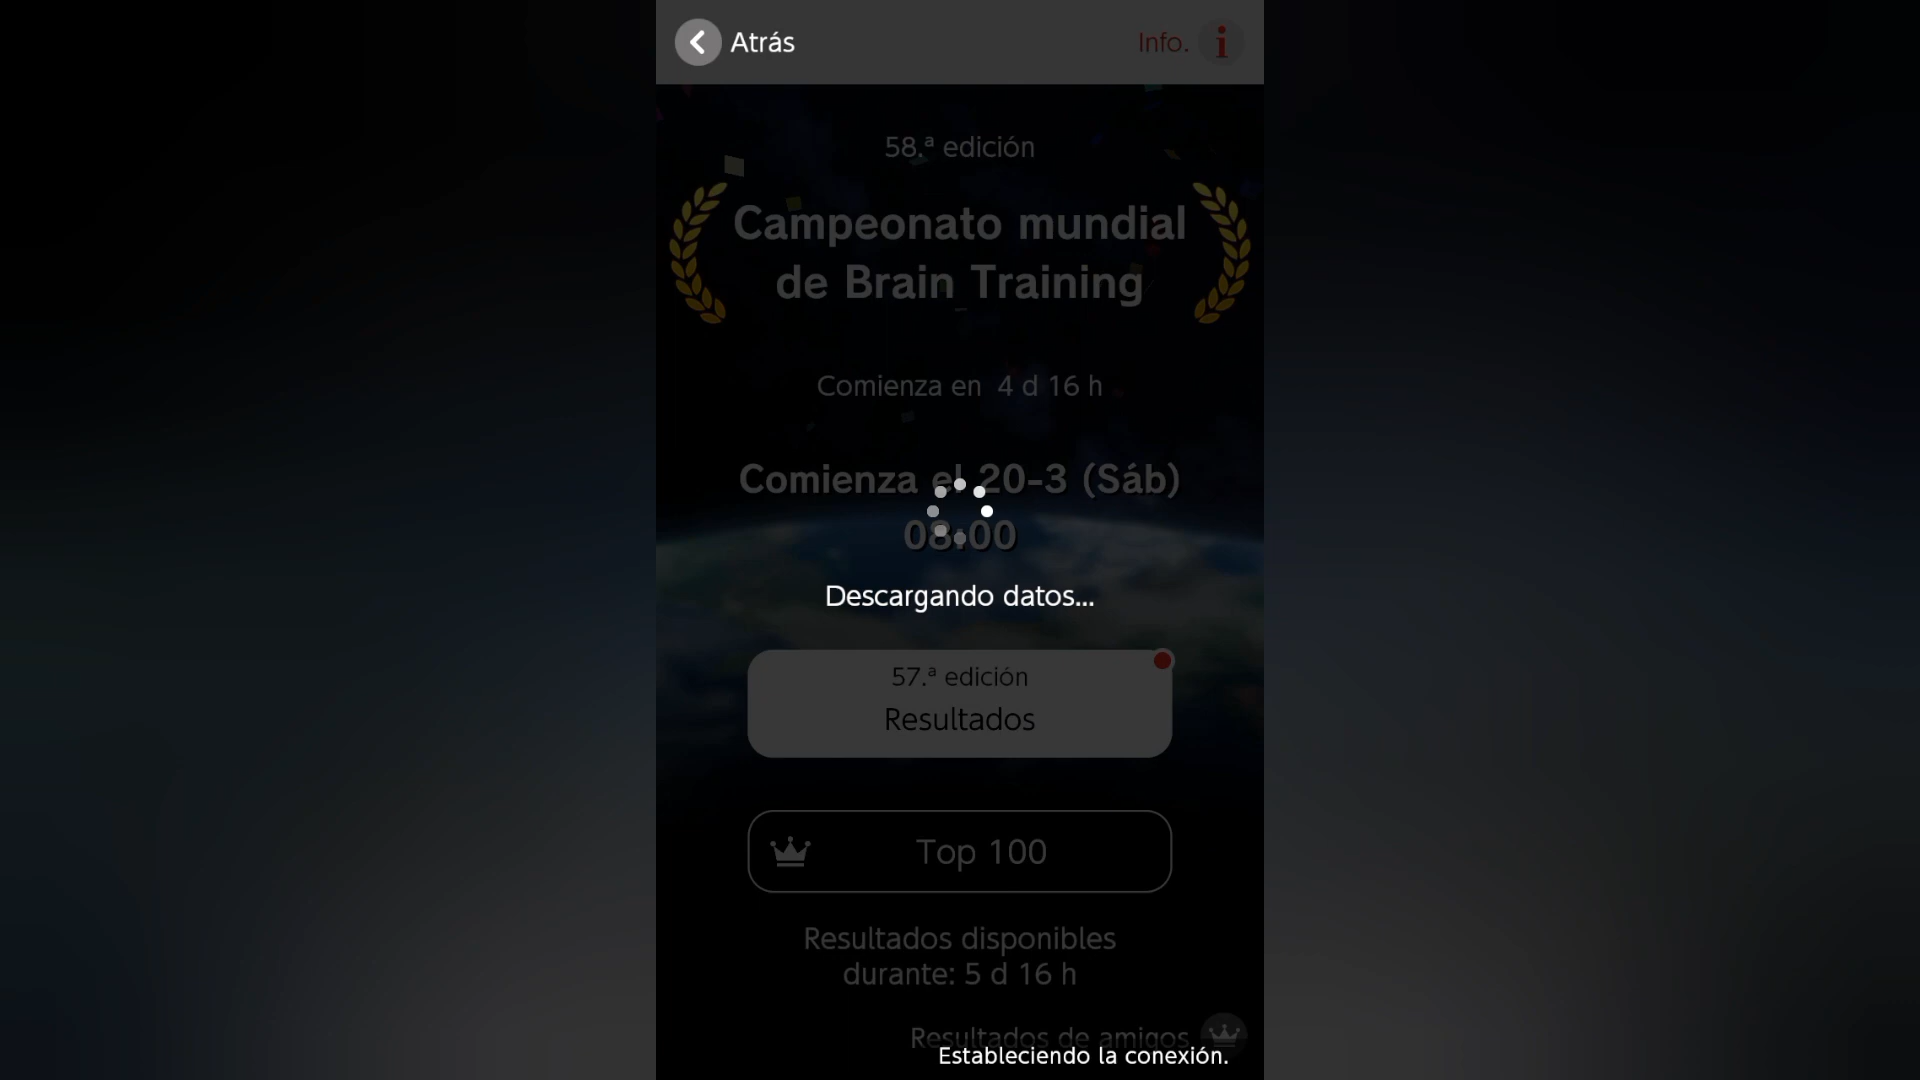 Atrás
Info.
58.ª edición
Campeonato mundial
de Brain Training
Comienza en 4 d 16 h
Comienza el 20-3 (Sáb)
08:00
Descargando datos...
57.ª edición
Resultados
Top 100
Resultados disponibles
durante: 5 d 16 h
Resultados de amigos
Estableciendo la conexión.